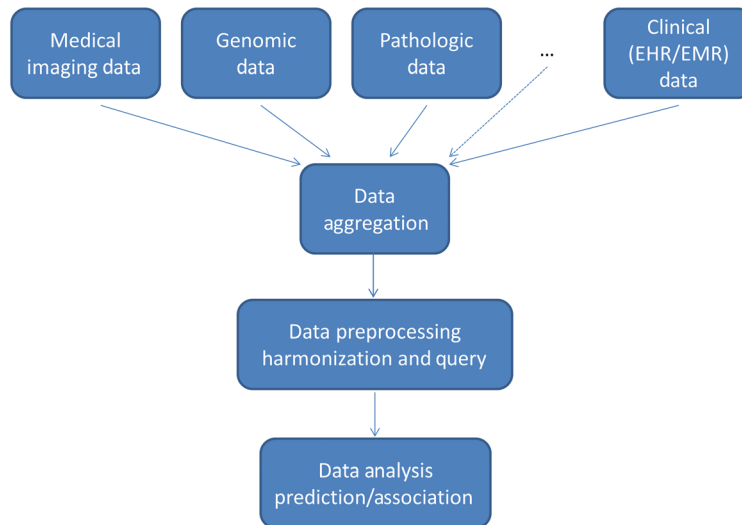 Medical
imaging data
Genomic
data
Pathologic
data
...
Clinical
(EHR/EMR)
data
Data
aggregation
Data preprocessing
harmonization and query
Data analysis
prediction/association